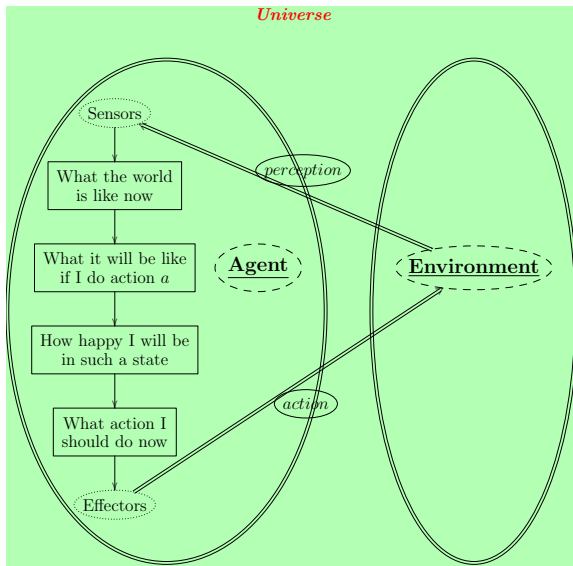 Universe
Sensors
perception
What the world
is like now
What it will be like
if I do action a
Agent
Environment
How happy I will be
in such a state
action
What action I
should do now
Effectors